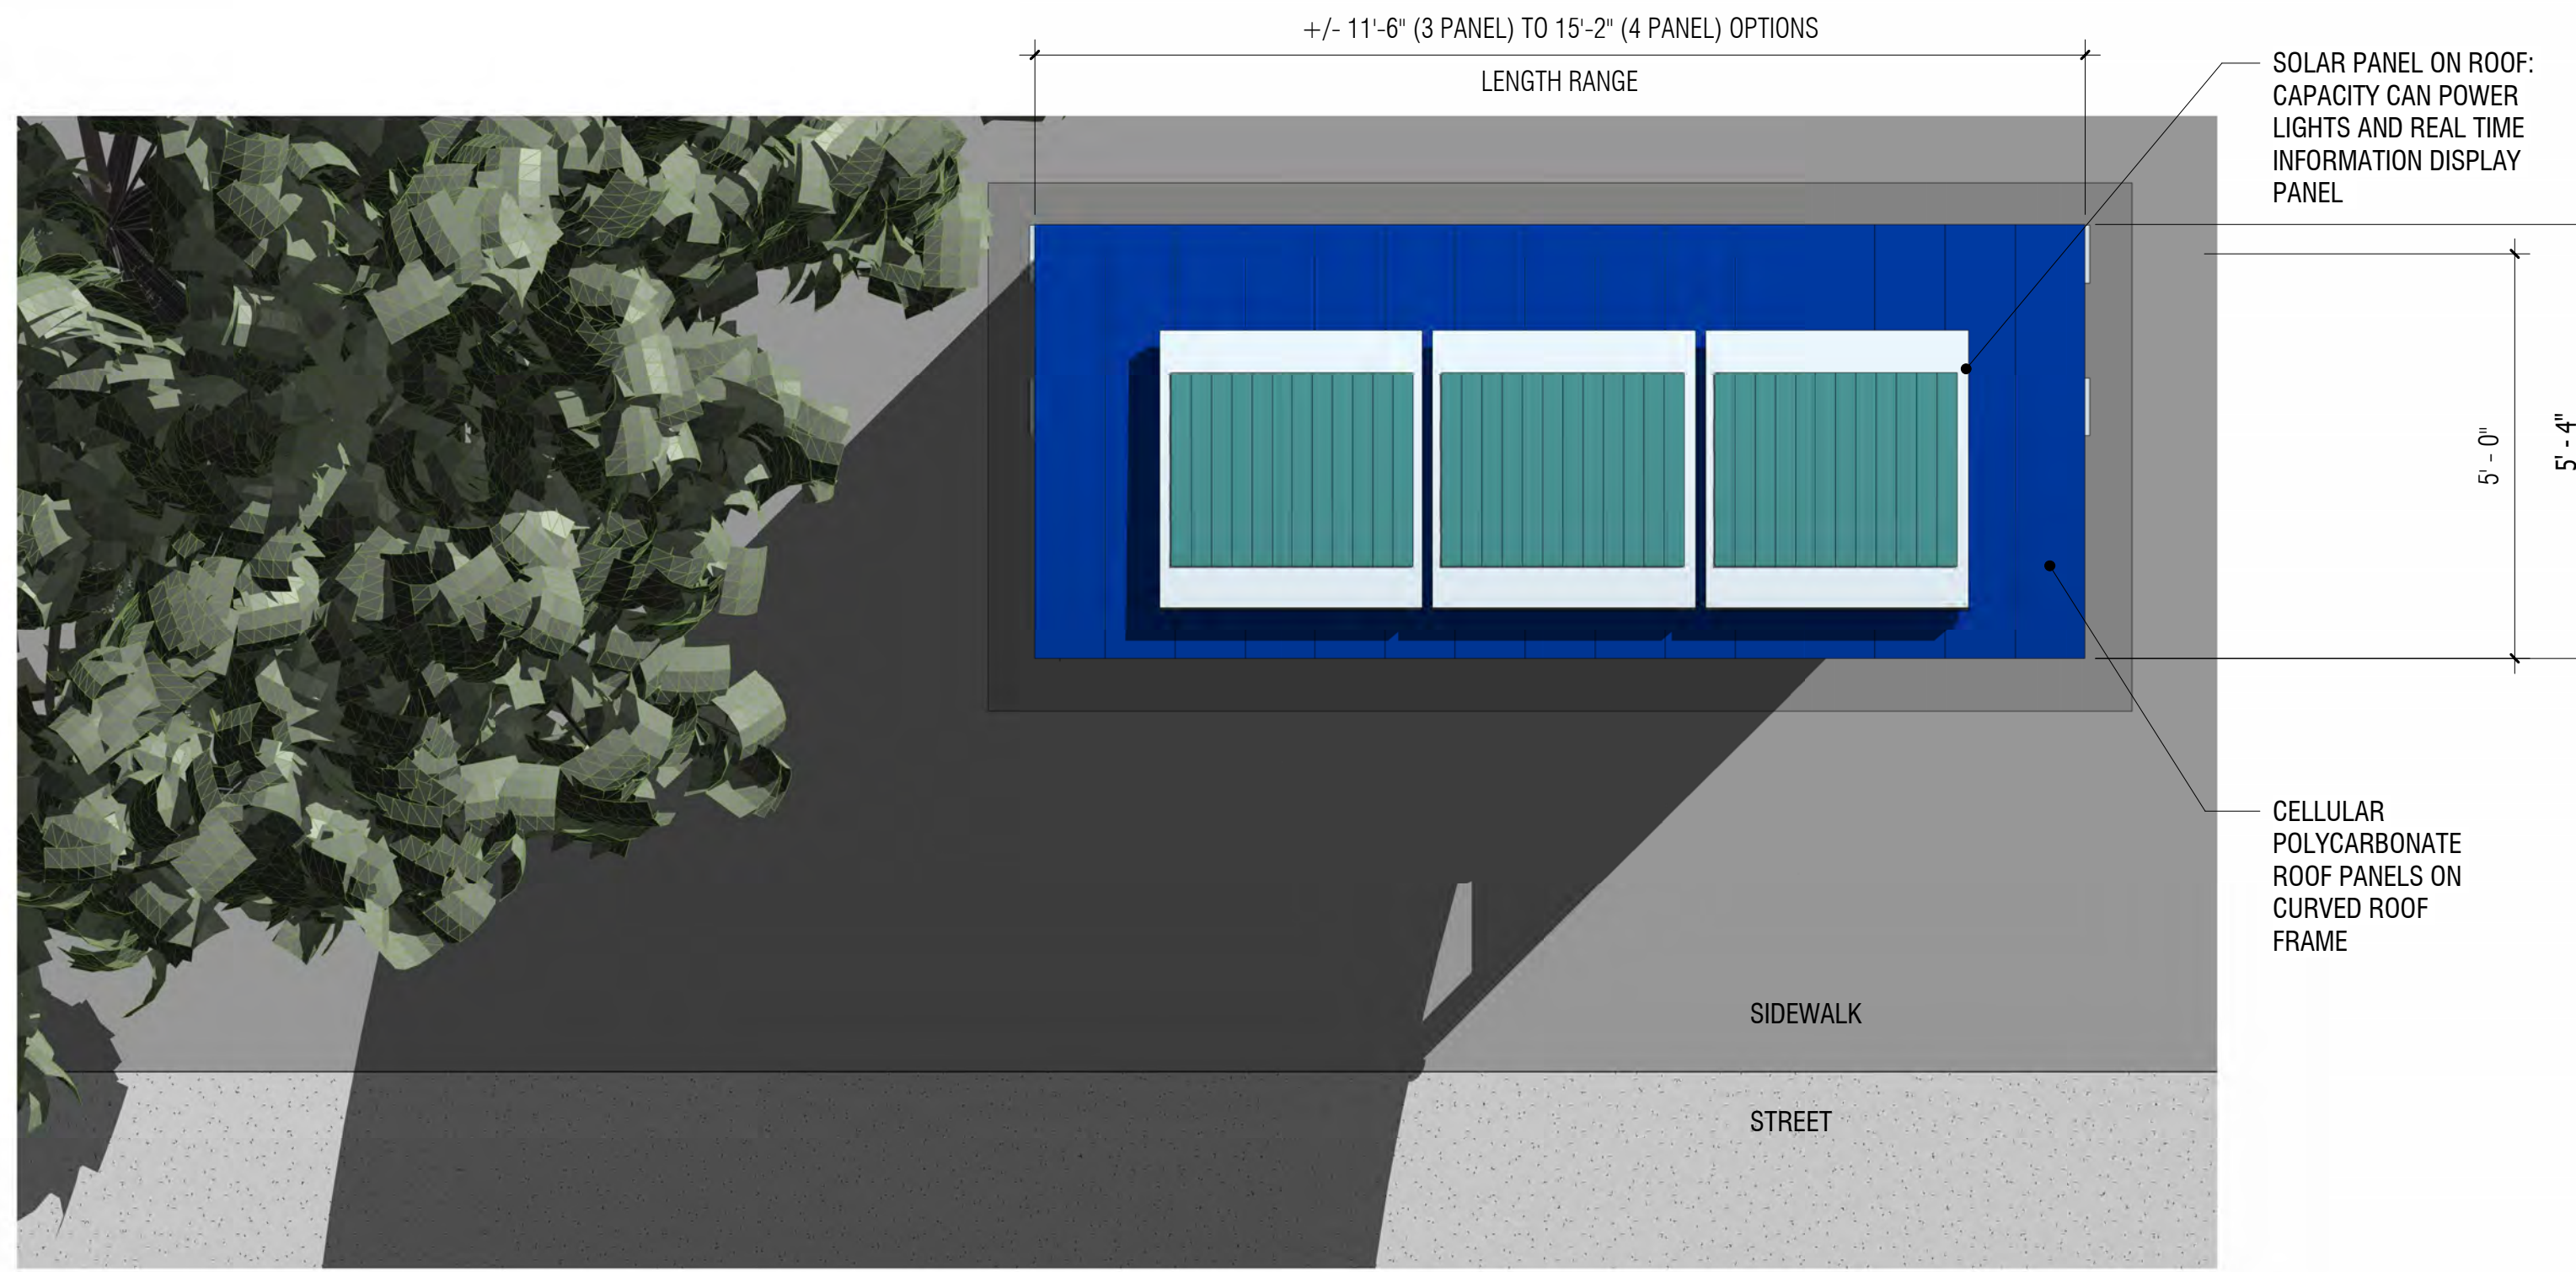 +/- 11'-6" (3 PANEL) TO 15'-2" (4 PANEL) OPTIONS
LENGTH RANGE
SOLAR PANEL ON ROOF:
CAPACITY CAN POWER
LIGHTS AND REAL TIME
INFORMATION DISPLAY
PANEL
5' - 0"
5' - 4"
CELLULAR
POLYCARBONATE
ROOF PANELS ON
CURVED ROOF
FRAME
SIDEWALK
STREET